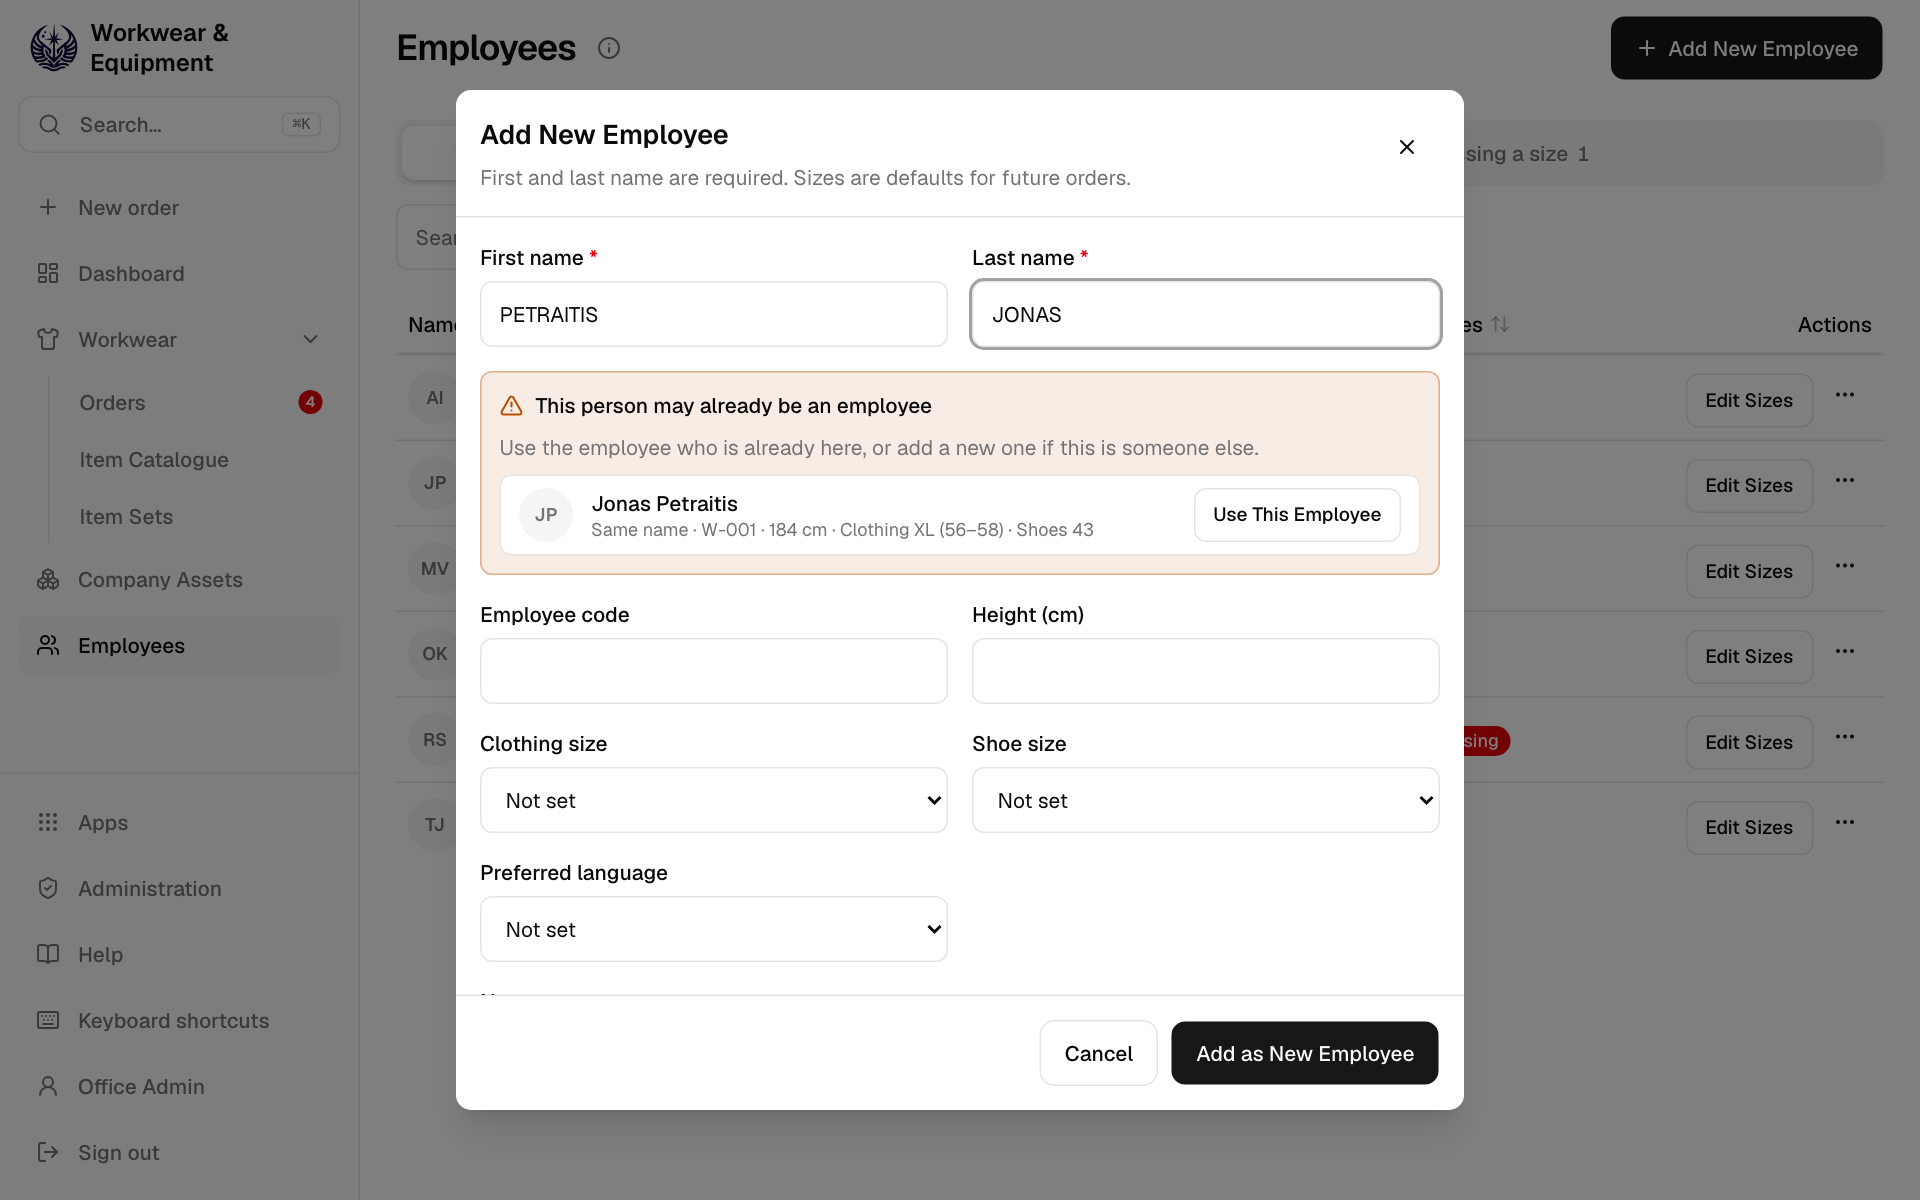 Workwear &
Equipment
Search...
⌘K
New order
Dashboard
Workwear
Orders 4
Item Catalogue
Item Sets
Company Assets
Employees
Apps
Administration
Help
Keyboard shortcuts
Office Admin
Sign out
Employees
Add New Employee
sing a size 1
Sear
Name
es
Actions
AI
Edit Sizes
JP
Edit Sizes
MV
Edit Sizes
OK
Edit Sizes
RS
sing
Edit Sizes
TJ
Edit Sizes
Add New Employee
First and last name are required. Sizes are defaults for future orders.
First name *
Last name *
PETRAITIS
JONAS
This person may already be an employee
Use the employee who is already here, or add a new one if this is someone else.
JP
Jonas Petraitis
Same name · W-001 · 184 cm · Clothing XL (56–58) · Shoes 43
Use This Employee
Employee code
Height (cm)
Clothing size
Shoe size
Not set
Not set
Preferred language
Not set
Cancel
Add as New Employee